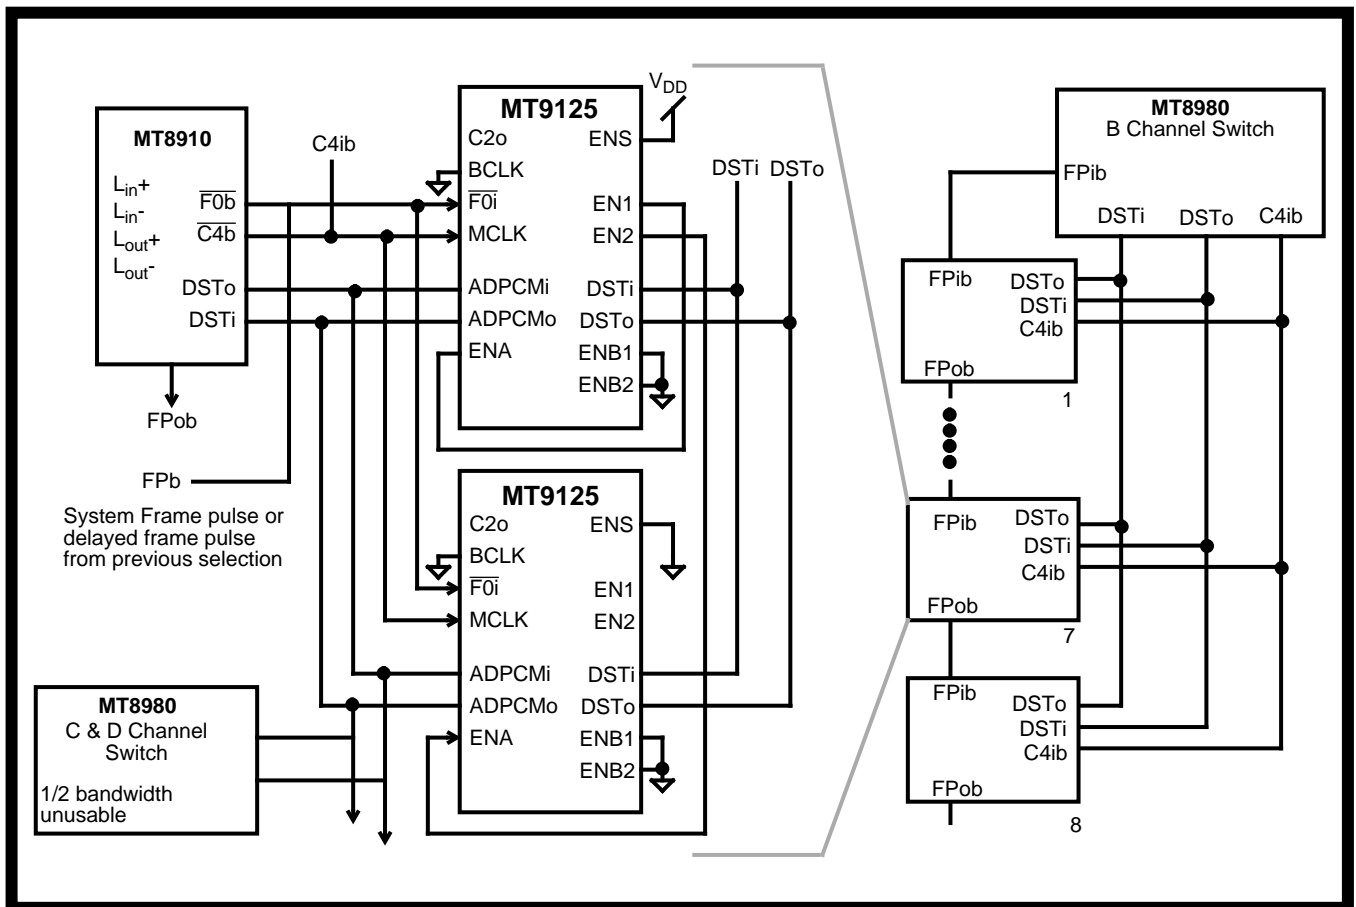 MT8910
Lin+
Lin-
Lout+
Lout-
F0b
C4b
DSTo
DSTi
FPob
FPb
System Frame pulse or
delayed frame pulse
from previous selection
C4ib
MT9125
C2o
BCLK
F0i
MCLK
ADPCMi
ADPCMo
ENA
ENS
EN1
EN2
DSTi
DSTo
ENB1
ENB2
VDD
DSTi
DSTo
MT9125
C2o
BCLK
F0i
MCLK
ADPCMi
ADPCMo
ENA
ENS
EN1
EN2
DSTi
DSTo
ENB1
ENB2
MT8980
C & D Channel
Switch
1/2 bandwidth
unusable
MT8980
B Channel Switch
FPib
DSTi
DSTo
C4ib
FPib
DSTo
DSTi
C4ib
FPob
1
FPib
DSTo
DSTi
C4ib
FPob
7
FPib
DSTo
DSTi
C4ib
FPob
8